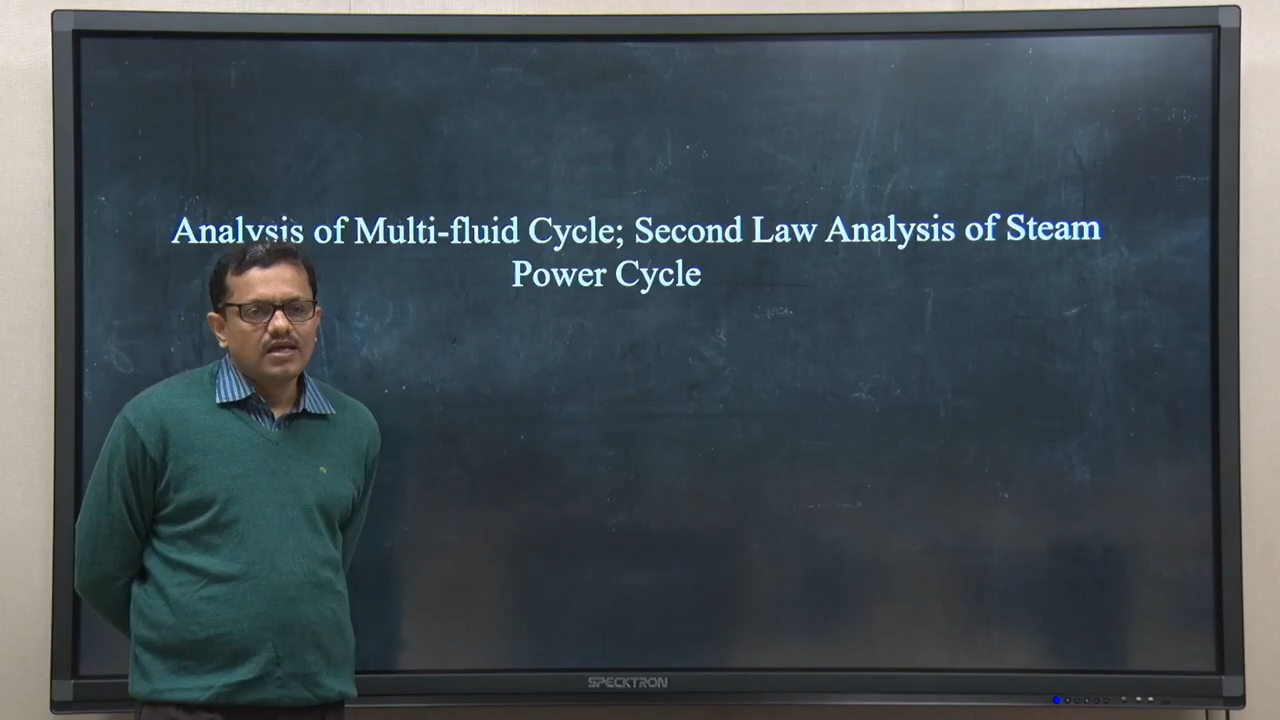 Analysis of Multi-fluid Cycle; Second Law Analysis of Steam
Power Cycle
SPECKTRON